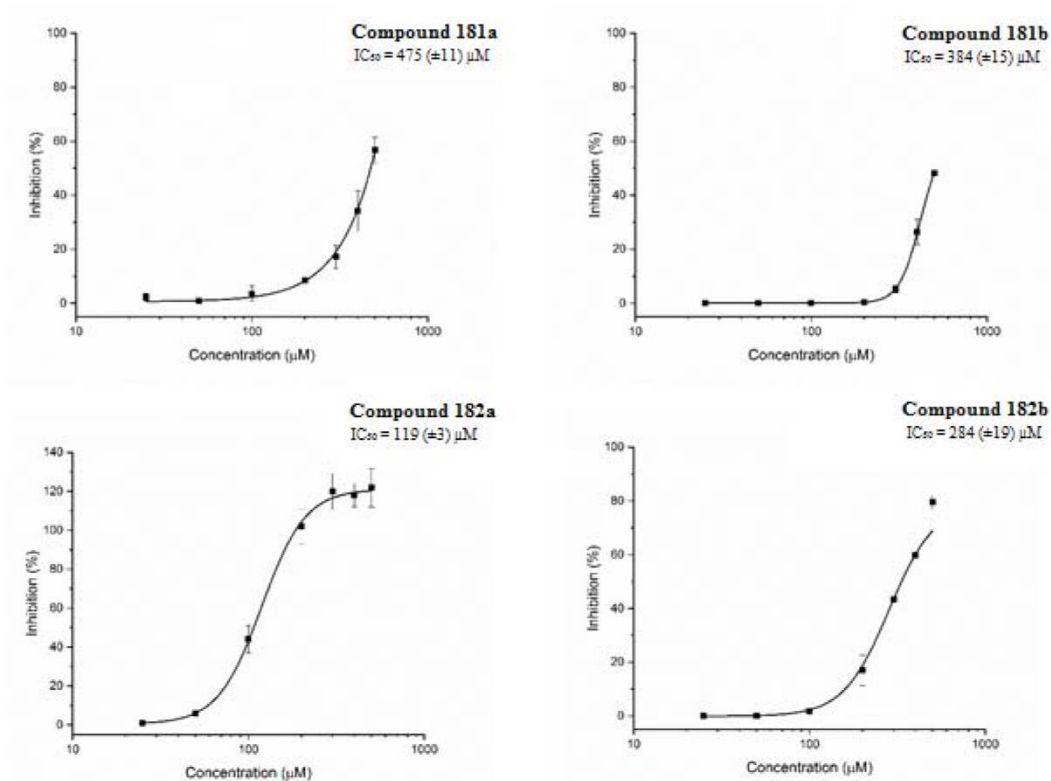 Compound 181a
IC₅₀ = 475 (±11) µM
100
80
60
40
20
0
Inhibition (%)
10
100
1000
Concentration (µM)
Compound 181b
IC₅₀ = 384 (±15) µM
100
80
60
40
20
0
Inhibition (%)
10
100
1000
Concentration (µM)
Compound 182a
IC₅₀ = 119 (±3) µM
140
120
100
80
60
40
20
0
Inhibition (%)
10
100
1000
Concentration (µM)
Compound 182b
IC₅₀ = 284 (±19) µM
100
80
60
40
20
0
Inhibition (%)
10
100
1000
Concentration (µM)